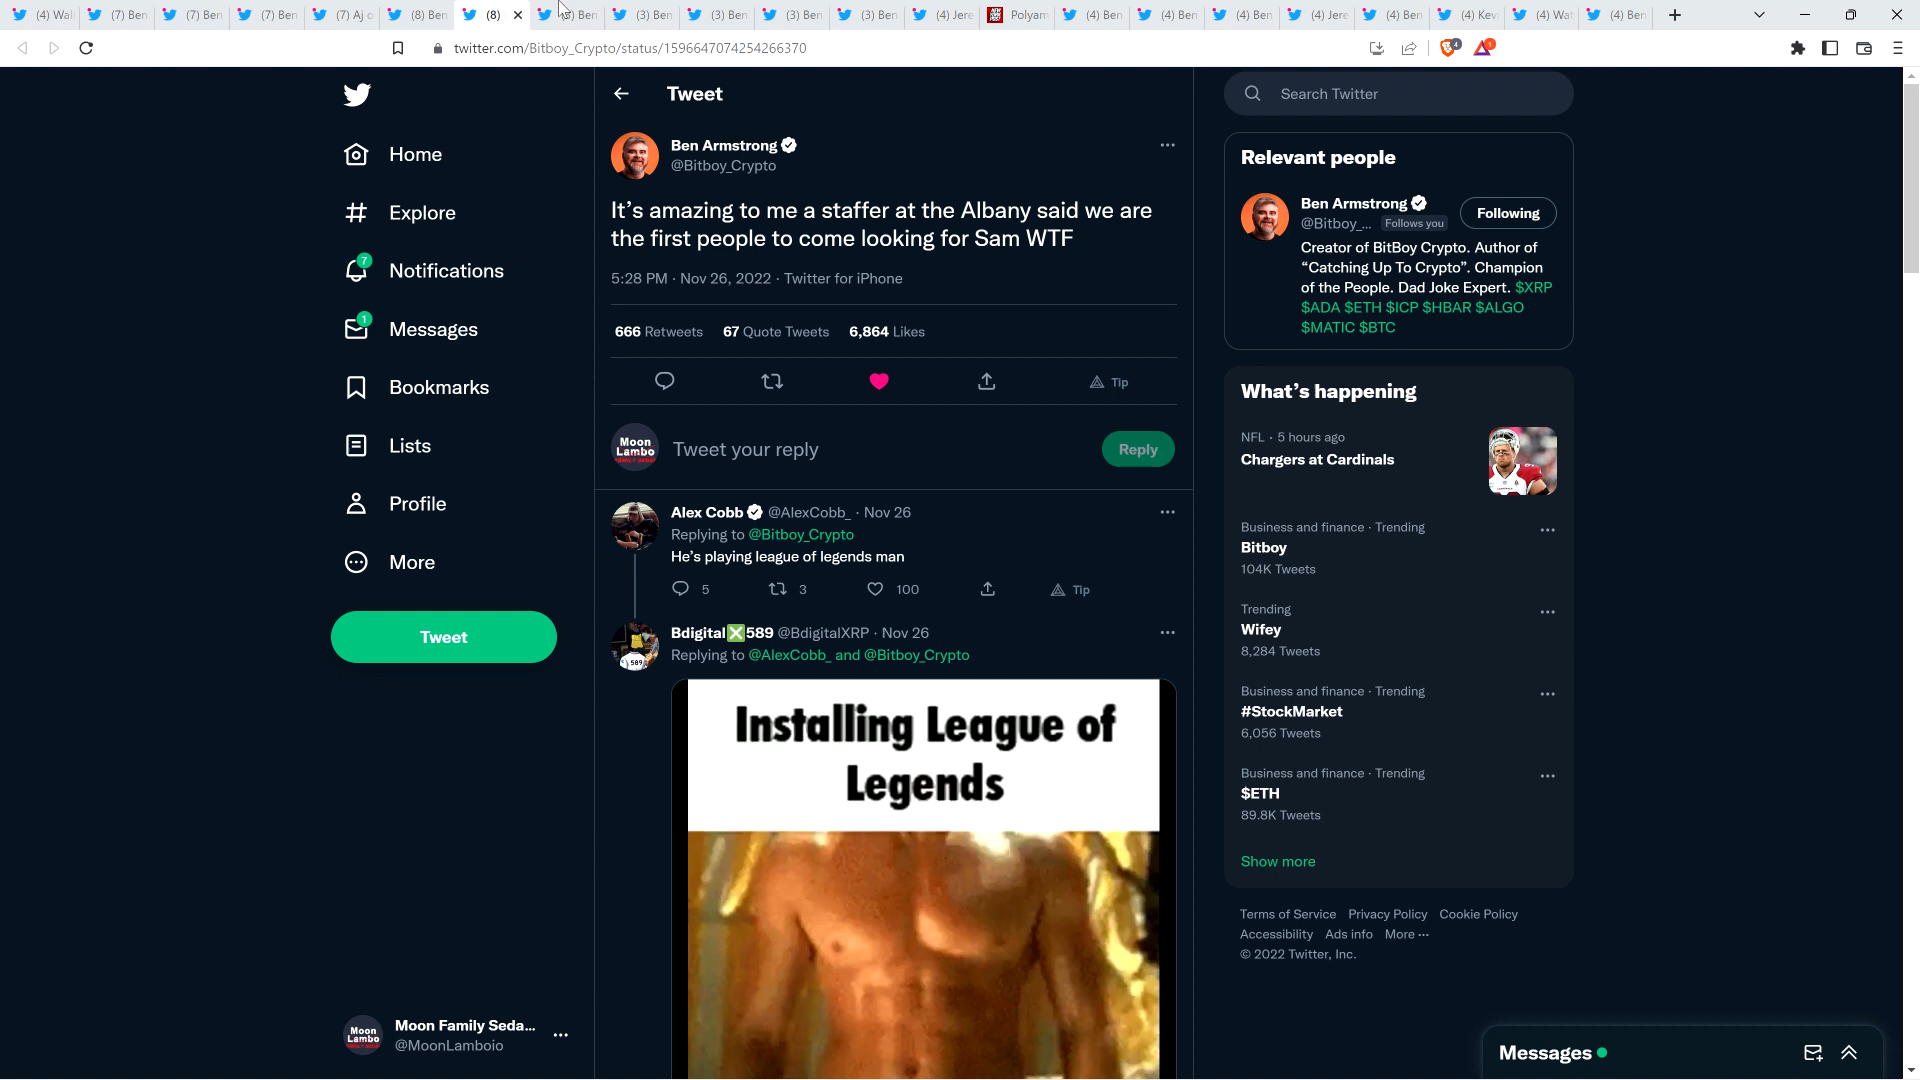 (4) Wal
(7) Ben
(7) Ben
(7) Ben
(7) Aj
(8) Ben
(8)
Ben
(3) Ben
(3) Ben
(3) Ben
(3) Ben
(4) Jere
Polyam
(4) Ben
(4) Ben
(4) Ben
(4) Jere
(4) Ben
(4) Kev
(4) Wat
(4) Ben
twitter.com/Bitboy_Crypto/status/1596647074254266370
4
1
Home
Explore
7
Notifications
1
Messages
Bookmarks
Lists
Profile
More
Tweet
Moon
Lambo
Moon Family Seda...
@MoonLamboio
Tweet
Ben Armstrong
@Bitboy_Crypto
It’s amazing to me a staffer at the Albany said we are
the first people to come looking for Sam WTF
5:28 PM · Nov 26, 2022 · Twitter for iPhone
666 Retweets 67 Quote Tweets 6,864 Likes
Tip
Moon
Lambo
Tweet your reply
Reply
Alex Cobb @AlexCobb_ · Nov 26
Replying to @Bitboy_Crypto
He’s playing league of legends man
5 3 100 Tip
Bdigital❎589 @BdigitalXRP · Nov 26
Replying to @AlexCobb_ and @Bitboy_Crypto
589
Installing League of
Legends
Search Twitter
Relevant people
Ben Armstrong
@Bitboy_... Follows you
Following
Creator of BitBoy Crypto. Author of
“Catching Up To Crypto”. Champion
of the People. Dad Joke Expert. $XRP
$ADA $ETH $ICP $HBAR $ALGO
$MATIC $BTC
What’s happening
NFL · 5 hours ago
Chargers at Cardinals
Business and finance · Trending
Bitboy
104K Tweets
Trending
Wifey
8,284 Tweets
Business and finance · Trending
#StockMarket
6,056 Tweets
Business and finance · Trending
$ETH
89.8K Tweets
Show more
Terms of Service Privacy Policy Cookie Policy
Accessibility Ads info More ···
© 2022 Twitter, Inc.
Messages